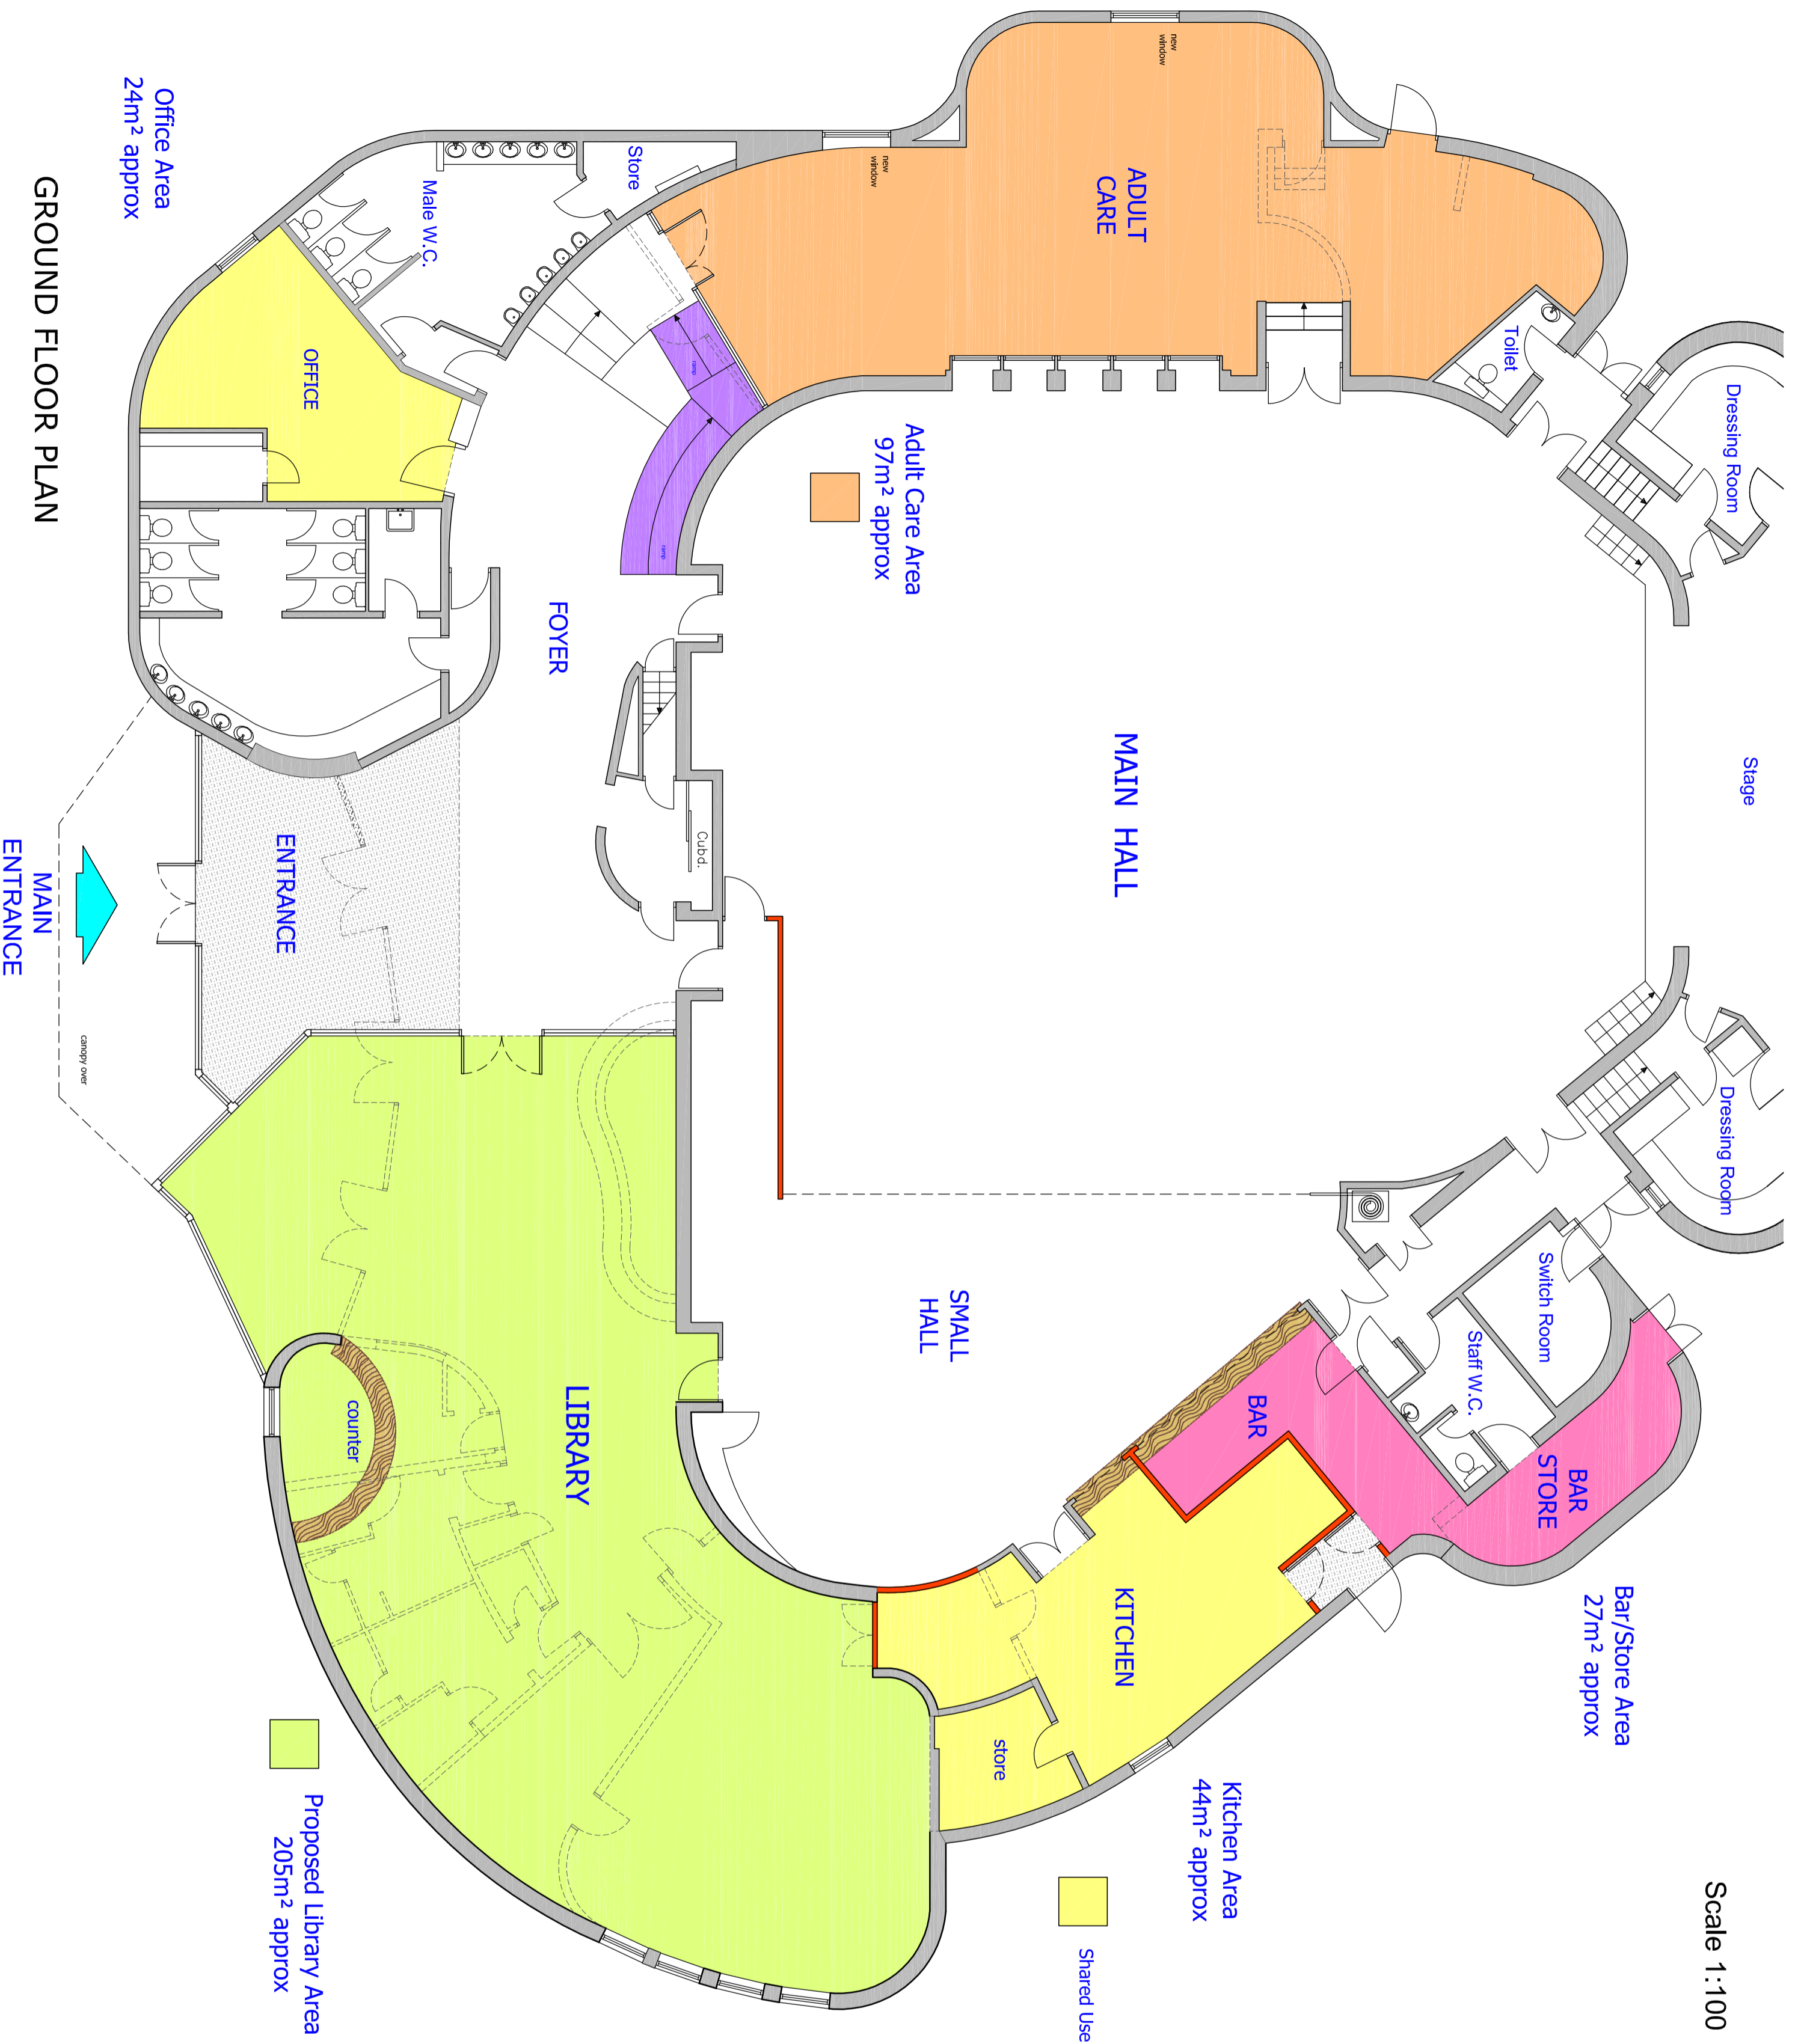 Scale 1:100
Stage
Dressing Room
Dressing Room
Toilet
Switch Room
Staff W.C.
BAR
STORE
Bar/Store Area
27m² approx
new
window
ADULT
CARE
MAIN HALL
BAR
Kitchen Area
44m² approx
KITCHEN
Shared Use
new
window
Adult Care Area
97m² approx
SMALL
HALL
store
Store
ramp
ramp
Cubd.
FOYER
LIBRARY
Male W.C.
OFFICE
ENTRANCE
counter
Proposed Library Area
205m² approx
Office Area
24m² approx
canopy over
MAIN
ENTRANCE
GROUND FLOOR PLAN